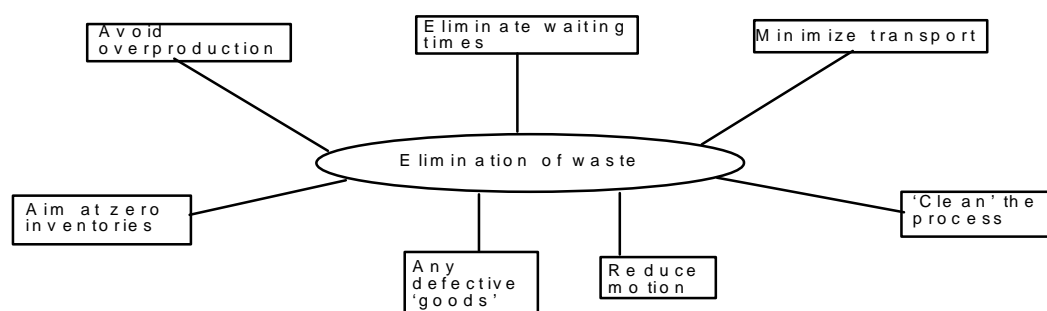 Avoid
overproduction
Eliminate waiting
times
Minimize transport
Elimination of waste
Aim at zero
inventories
‘Clean’ the
process
Any
defective
‘goods’
Reduce
motion